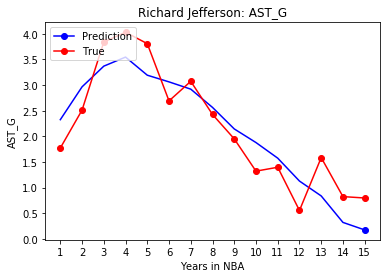 Richard Jefferson: AST_G
Prediction
True
AST_G
4.0
3.5
3.0
2.5
2.0
1.5
1.0
0.5
0.0
1 2 3 4 5 6 7 8 9 10 11 12 13 14 15
Years in NBA